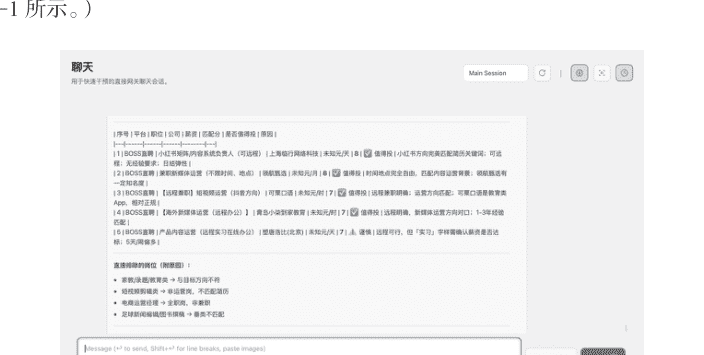 -1 所示。）
聊天
用于快速干预的直接网关聊天会话。
Main Session
| 序号 | 平台 | 职位 | 公司 | 薪资 | 匹配分 | 是否值得投 | 原因 |
|---|------|------|------|------|--------|---------|---|
| 1 | BOSS直聘 | 小红书矩阵/内容系统负责人（可远程） | 上海临行网络科技 | 未知元/天 | 8 | ✅ 值得投 | 小红书方向完美匹配简历关键词；可远
程；无经验要求；日结弹性 |
| 2 | BOSS直聘 | 兼职新媒体运营（不限时间、地点） | 领航甄选 | 未知元/月 | 8 | ✅ 值得投 | 时间地点完全自由，匹配内容运营背景；领航甄选有
一定知名度 |
| 3 | BOSS直聘 | 【远程兼职】短视频运营（抖音方向） | 可栗口语 | 未知元/时 | 7 | ✅ 值得投 | 远程兼职明确；运营方向匹配；可栗口语是教育类
App，相对正规 |
| 4 | BOSS直聘 | 【海外新媒体运营（远程办公）】 | 青岛小柒到家教育 | 未知元/时 | 7 | ✅ 值得投 | 远程明确，新媒体运营方向对口；1-3年经验
匹配 |
| 5 | BOSS直聘 | 产品内容运营（远程实习在线办公） | 塑唐洛比(北京) | 未知元/天 | 7 | ⚠ 谨慎 | 远程可行，但「实习」字样需确认薪资是否达
标；5天/周偏多 |
直接排除的岗位（附原因）：
• 家教/录题/教育类 → 与目标方向不符
• 短视频剪辑类 → 非运营岗，不匹配简历
• 电商运营经理 → 全职岗，非兼职
• 足球新闻编辑/图书撰稿 → 垂类不匹配
Message (↵ to send, Shift+↵ for line breaks, paste images)